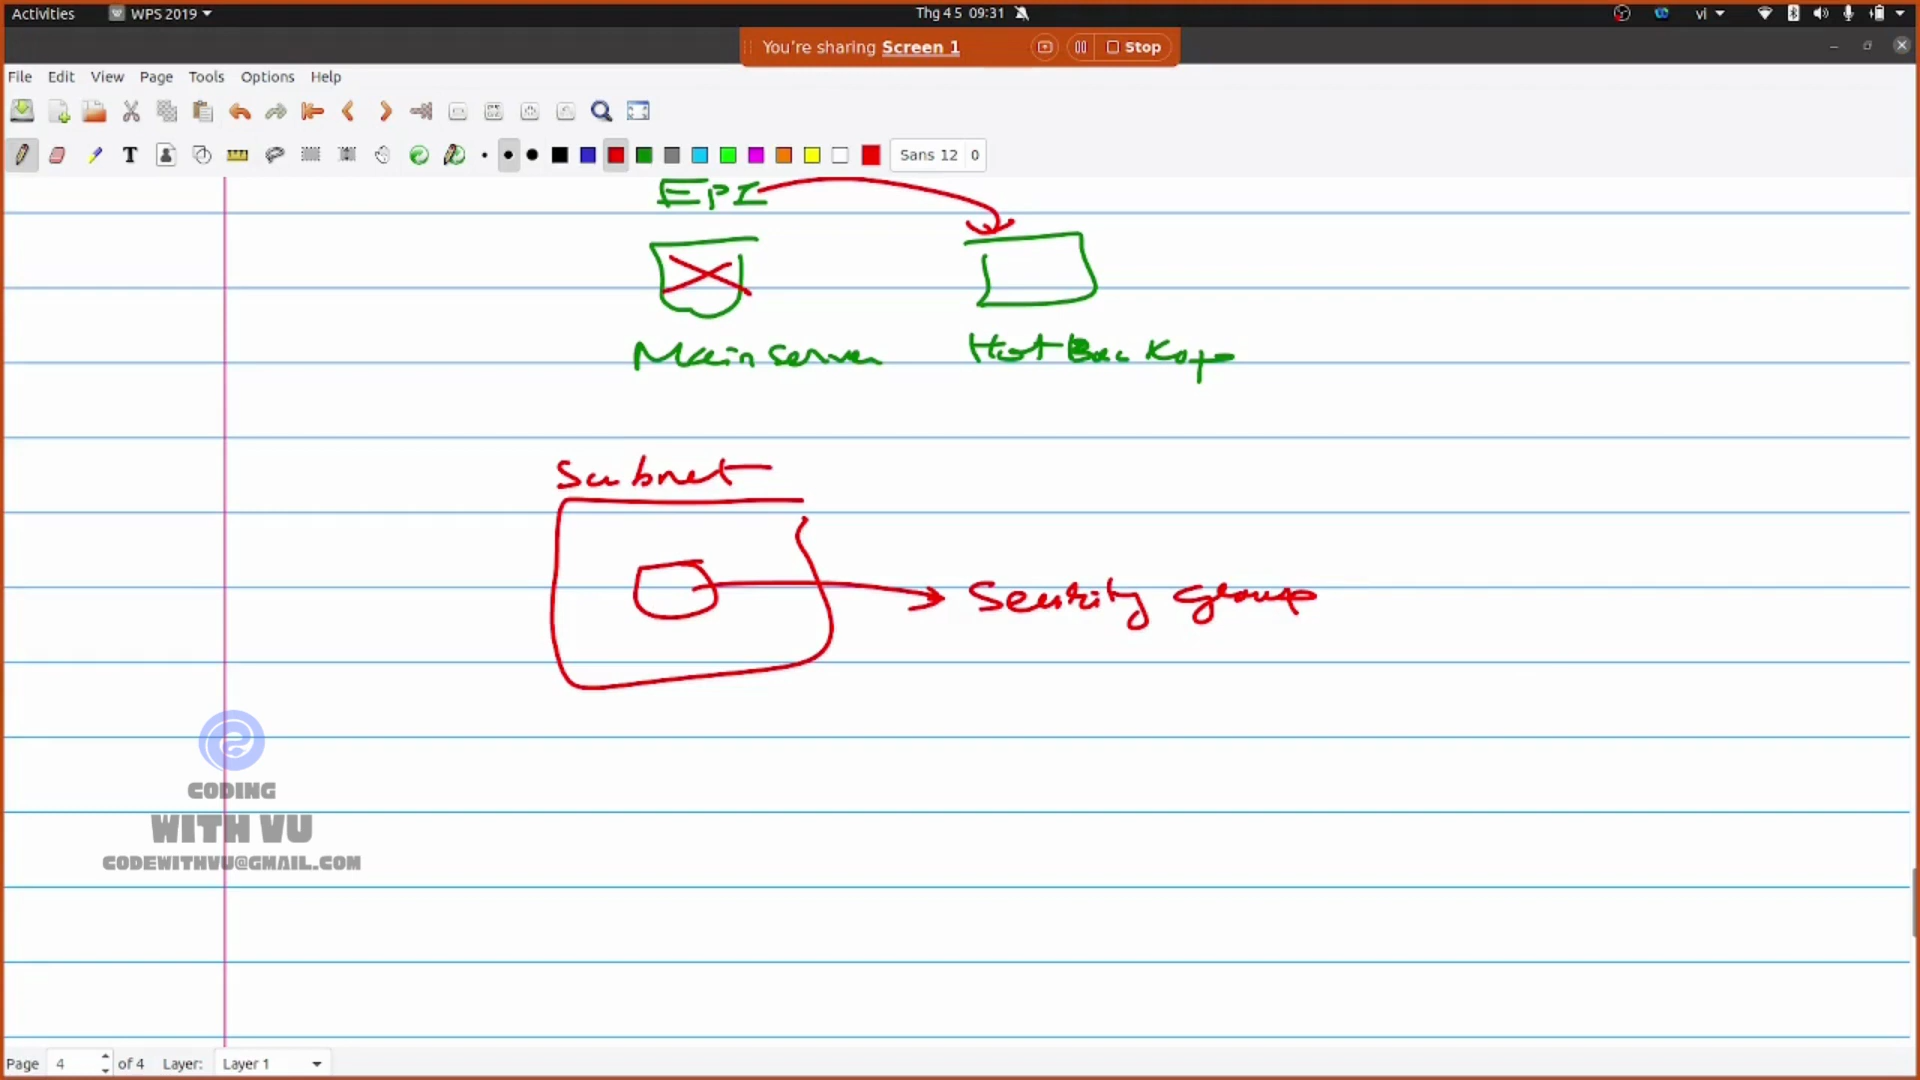 Activities WPS 2019 Thg 4 5 09:31 vi
You're sharing Screen 1 Stop
File Edit View Page Tools Options Help
T Sans 12 0
EPI
Main Server Hot Backup
Subnet
Security group
CODING
WITH VU
CODEWITHVU@GMAIL.COM
Page 4 of 4 Layer: Layer 1